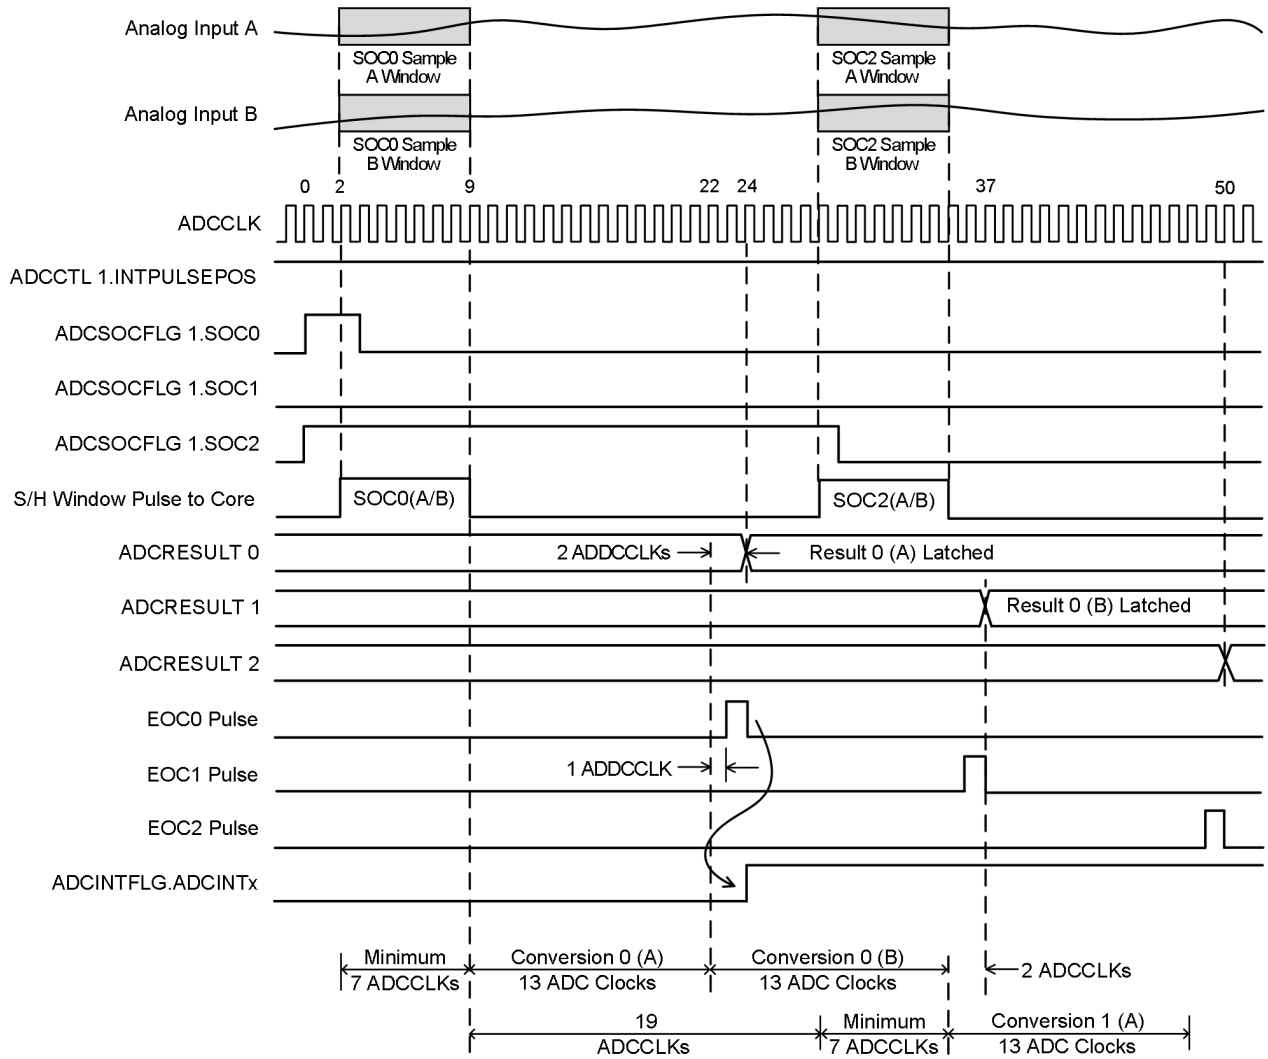 Analog Input A
SOC0 Sample
A Window
SOC2 Sample
A Window
Analog Input B
SOC0 Sample
B Window
SOC2 Sample
B Window
0 2 9 22 24 37 50
ADCCLK
ADCCTL 1.INTPULSEPOS
ADCSOCFLG 1.SOC0
ADCSOCFLG 1.SOC1
ADCSOCFLG 1.SOC2
S/H Window Pulse to Core
SOC0(A/B)
SOC2(A/B)
ADCRESULT 0
2 ADDCCLKs
Result 0 (A) Latched
ADCRESULT 1
Result 0 (B) Latched
ADCRESULT 2
EOC0 Pulse
EOC1 Pulse
1 ADDCCLK
EOC2 Pulse
ADCINTFLG.ADCINTx
Minimum
7 ADCCLKs
Conversion 0 (A)
13 ADC Clocks
Conversion 0 (B)
13 ADC Clocks
2 ADCCLKs
19
ADCCLKs
Minimum
7 ADCCLKs
Conversion 1 (A)
13 ADC Clocks